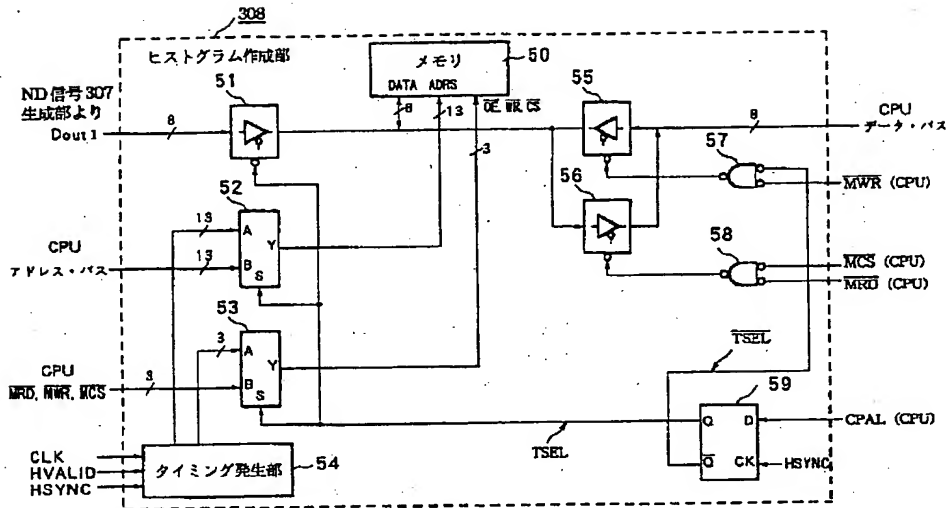 308
ヒストグラム作成部
メモリ
50
DATA ADRS
OE WR CS
8
13
3
51
ND信号307
生成部より
Dout1
8
55
CPU
データ・バス
8
57
MWR (CPU)
56
58
MCS (CPU)
MRD (CPU)
52
13
A
B
S
Y
CPU
アドレス・バス
13
53
3
A
B
S
Y
CPU
MRD, MWR, MCS
3
TSEL
TSEL
59
Q
D
Q
CK
CPAL (CPU)
HSYNC
CLK
HVALID
HSYNC
タイミング発生部
54